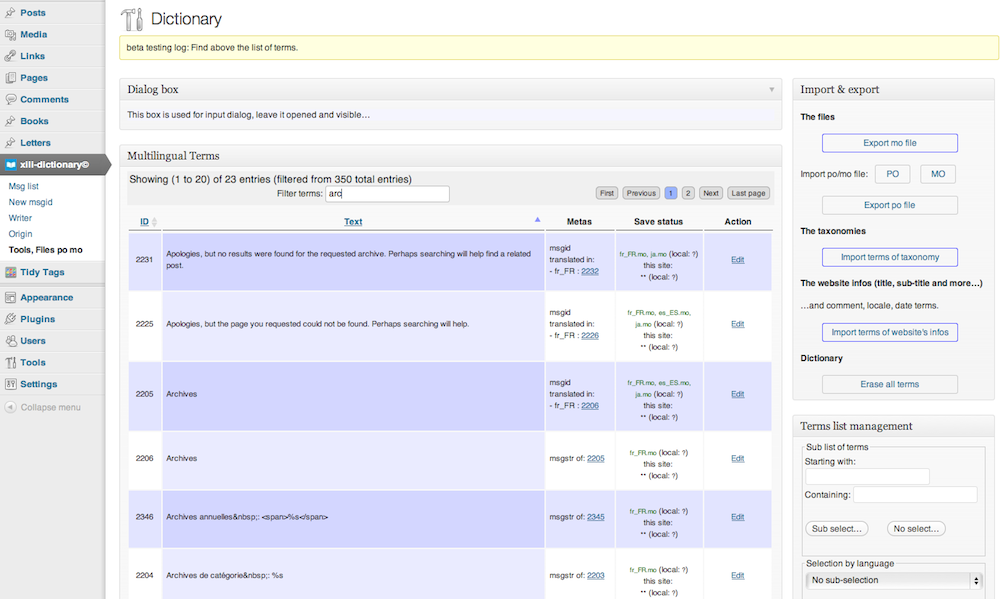 Posts
Media
Links
Pages
Comments
Books
Letters
xili-dictionary©
Msg list
New msgid
Writer
Origin
Tools, Files po mo
Tidy Tags
Appearance
Plugins
Users
Tools
Settings
Collapse menu
Dictionary
beta testing log: Find above the list of terms.
Dialog box
This box is used for input dialog, leave it opened and visible…
Multilingual Terms
Showing (1 to 20) of 23 entries (filtered from 350 total entries)
Filter terms: arc
First Previous 1 2 Next Last page
ID Text Metas Save status Action
2231 Apologies, but no results were found for the requested archive. Perhaps searching will help find a related
post.
msgid
translated in:
- fr_FR : 2232
fr_FR.mo, ja.mo (local: ?)
this site:
** (local: ?)
Edit
2225 Apologies, but the page you requested could not be found. Perhaps searching will help.
msgid
translated in:
- fr_FR : 2226
fr_FR.mo, es_ES.mo,
ja.mo (local: ?)
this site:
** (local: ?)
Edit
2205 Archives
msgid
translated in:
- fr_FR : 2206
fr_FR.mo, es_ES.mo,
ja.mo (local: ?)
this site:
** (local: ?)
Edit
2206 Archives
msgstr of: 2205
fr_FR.mo (local: ?)
this site:
** (local: ?)
Edit
2346 Archives annuelles&nbsp;: <span>%s</span>
msgstr of: 2345
fr_FR.mo (local: ?)
this site:
** (local: ?)
Edit
2204 Archives de catégorie&nbsp;: %s
msgstr of: 2203
fr_FR.mo (local: ?)
this site:
** (local: ?)
Edit
Import & export
The files
Export mo file
Import po/mo file: PO MO
Export po file
The taxonomies
Import terms of taxonomy
The website infos (title, sub-title and more…)
…and comment, locale, date terms.
Import terms of website's infos
Dictionary
Erase all terms
Terms list management
Sub list of terms
Starting with:
Containing:
Sub select… No select…
Selection by language
No sub-selection